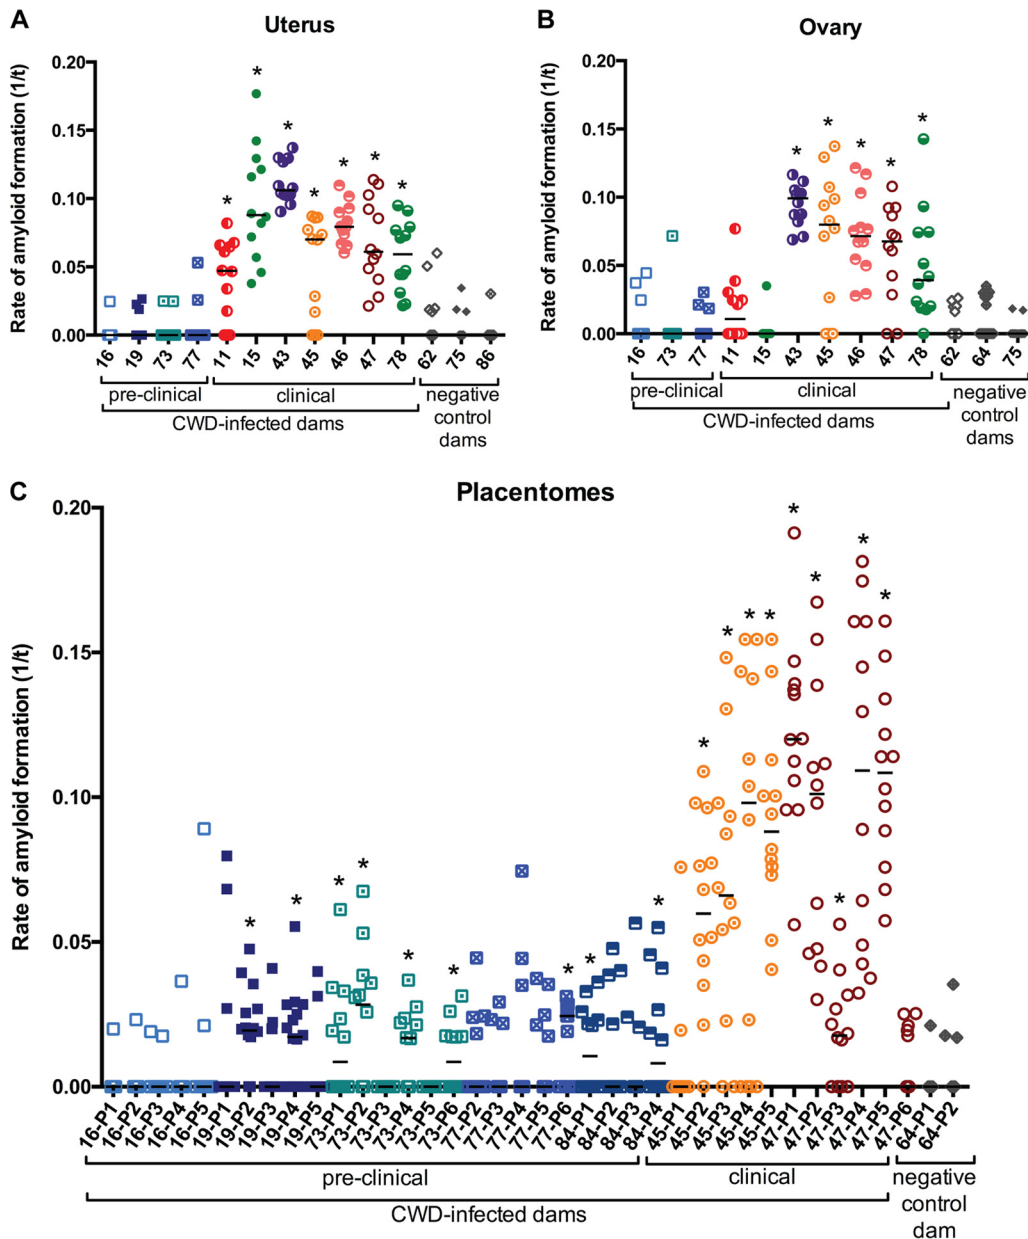 A
Uterus
Rate of amyloid formation (1/t)
0.20
0.15
0.10
0.05
0.00
* * * * * * *
16 19 73 77 11 15 43 45 46 47 78 62 75 86
pre-clinical clinical negative
CWD-infected dams control
dams
B
Ovary
Rate of amyloid formation (1/t)
0.20
0.15
0.10
0.05
0.00
* * * * *
16 73 77 11 15 43 45 46 47 78 62 64 75
pre-clinical clinical negative
CWD-infected dams control
dams
C
Placentomes
Rate of amyloid formation (1/t)
0.20
0.15
0.10
0.05
0.00
* * * * * * * * * * * * * * * * * *
16-P1 16-P2 16-P3 16-P4 16-P5 19-P1 19-P2 19-P3 19-P4 19-P5 73-P1 73-P2 73-P3 73-P4 73-P5 73-P6 77-P2 77-P3 77-P4 77-P5 77-P6 84-P1 84-P2 84-P3 84-P4 45-P1 45-P2 45-P3 45-P4 45-P5 47-P1 47-P2 47-P3 47-P4 47-P5 47-P6 64-P1 64-P2
pre-clinical clinical negative
CWD-infected dams control
dam